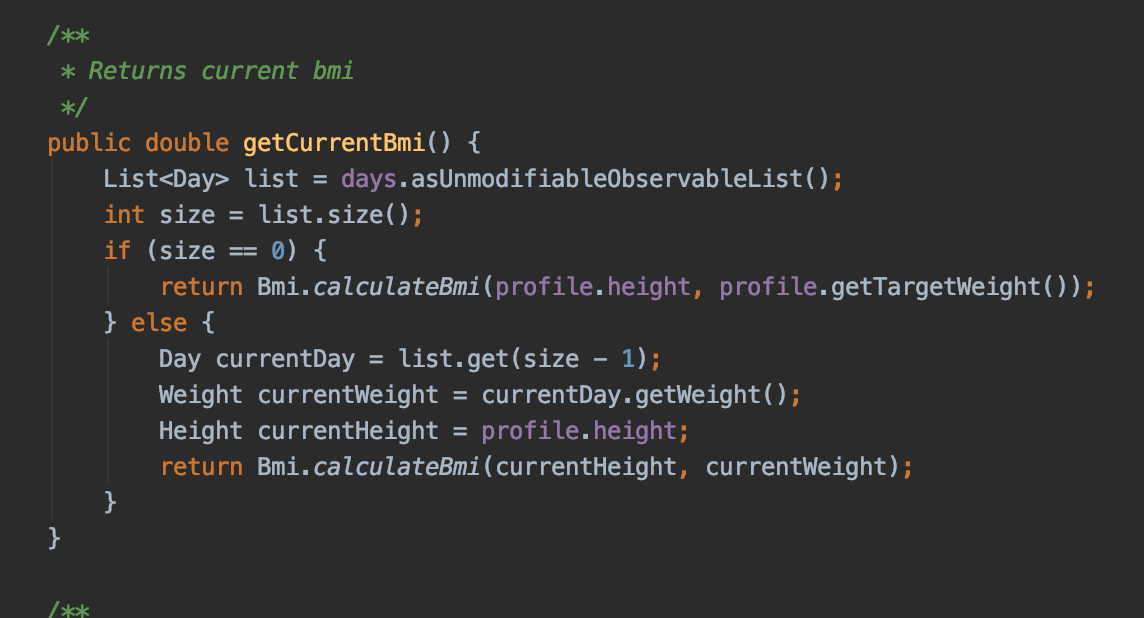 /**
 * Returns current bmi
 */
public double getCurrentBmi() {
    List<Day> list = days.asUnmodifiableObservableList();
    int size = list.size();
    if (size == 0) {
        return Bmi.calculateBmi(profile.height, profile.getTargetWeight());
    } else {
        Day currentDay = list.get(size - 1);
        Weight currentWeight = currentDay.getWeight();
        Height currentHeight = profile.height;
        return Bmi.calculateBmi(currentHeight, currentWeight);
    }
}
/**